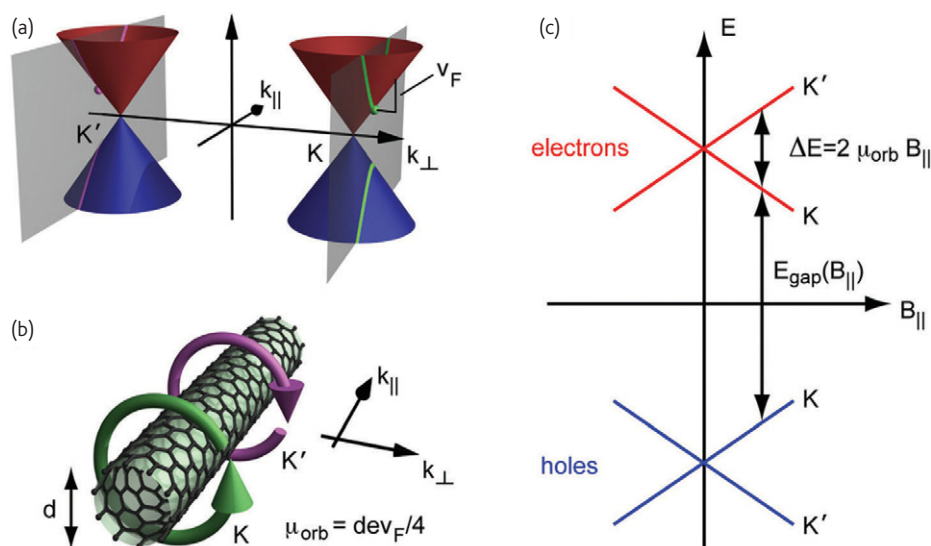 (a)
K′
k||
K
vF
k⊥
(b)
d
K
K′
k||
k⊥
μorb = devF/4
(c)
E
K′
electrons
ΔE=2 μorb B||
K
Egap(B||)
B||
K
holes
K′